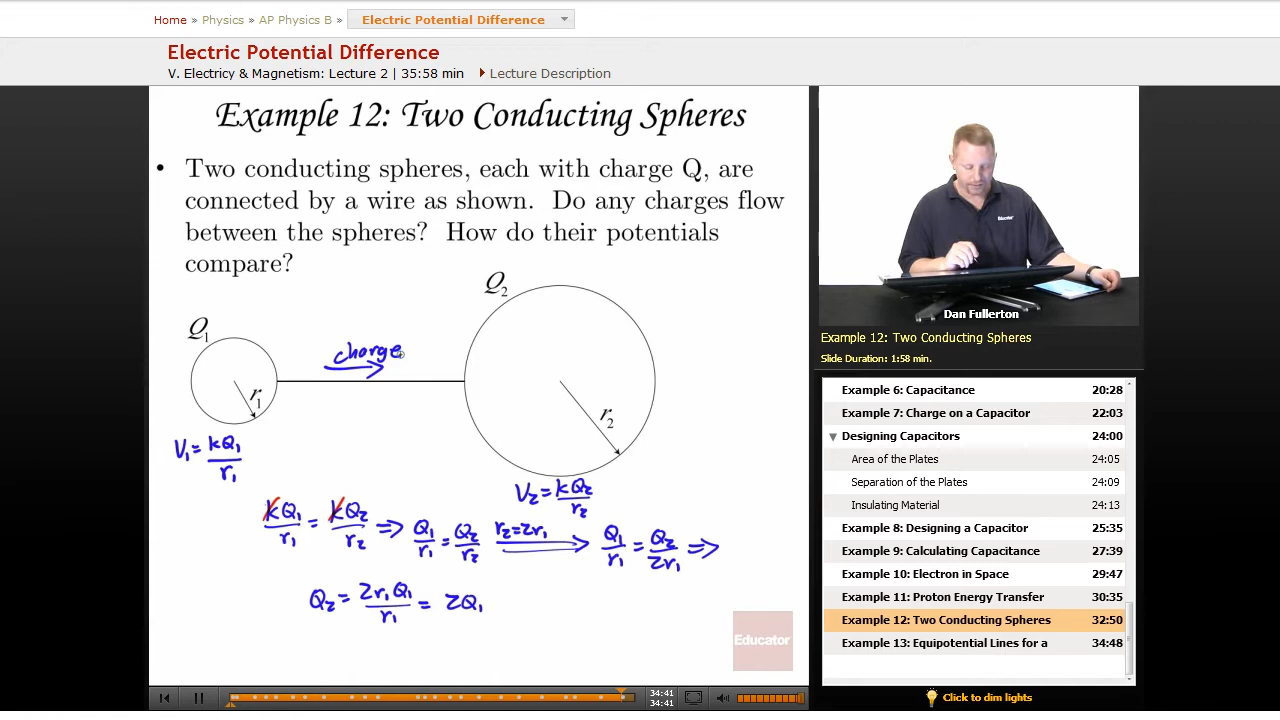 Home » Physics » AP Physics B » Electric Potential Difference
Electric Potential Difference
V. Electricy & Magnetism: Lecture 2 | 35:58 min Lecture Description
Example 12: Two Conducting Spheres
• Two conducting spheres, each with charge Q, are
connected by a wire as shown. Do any charges flow
between the spheres? How do their potentials
compare?
Q2
Q1
charge
r1
r2
V1 = kQ1/r1
V2 = kQ2/r2
kQ1/r1 = kQ2/r2 ⇒ Q1/r1 = Q2/r2 r2=2r1 ⇒ Q1/r1 = Q2/2r1 ⇒
Q2 = 2r1Q1/r1 = 2Q1
Educator
Educator
Dan Fullerton
Example 12: Two Conducting Spheres
Slide Duration: 1:58 min.
Example 6: Capacitance 20:28
Example 7: Charge on a Capacitor 22:03
Designing Capacitors 24:00
Area of the Plates 24:05
Separation of the Plates 24:09
Insulating Material 24:13
Example 8: Designing a Capacitor 25:35
Example 9: Calculating Capacitance 27:39
Example 10: Electron in Space 29:47
Example 11: Proton Energy Transfer 30:35
Example 12: Two Conducting Spheres 32:50
Example 13: Equipotential Lines for a 34:48
34:41
34:41
Click to dim lights